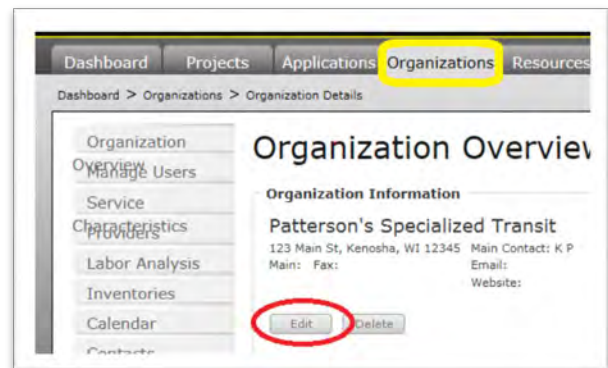 Dashboard Projects Applications Organizations Resources
Dashboard > Organizations > Organization Details
Organization
Overview
Manage Users
Service
Characteristics
Providers
Labor Analysis
Inventories
Calendar
Contacts
Organization Overview
Organization Information
Patterson's Specialized Transit
123 Main St, Kenosha, WI 12345 Main Contact: K P
Main: Fax: Email:
Website:
Edit Delete